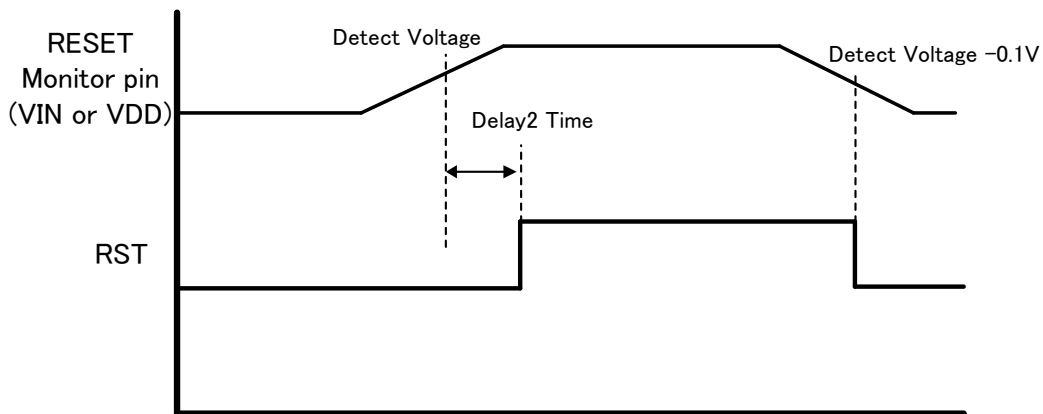 RESET
Monitor pin
(VIN or VDD)
Detect Voltage
Detect Voltage -0.1V
Delay2 Time
RST